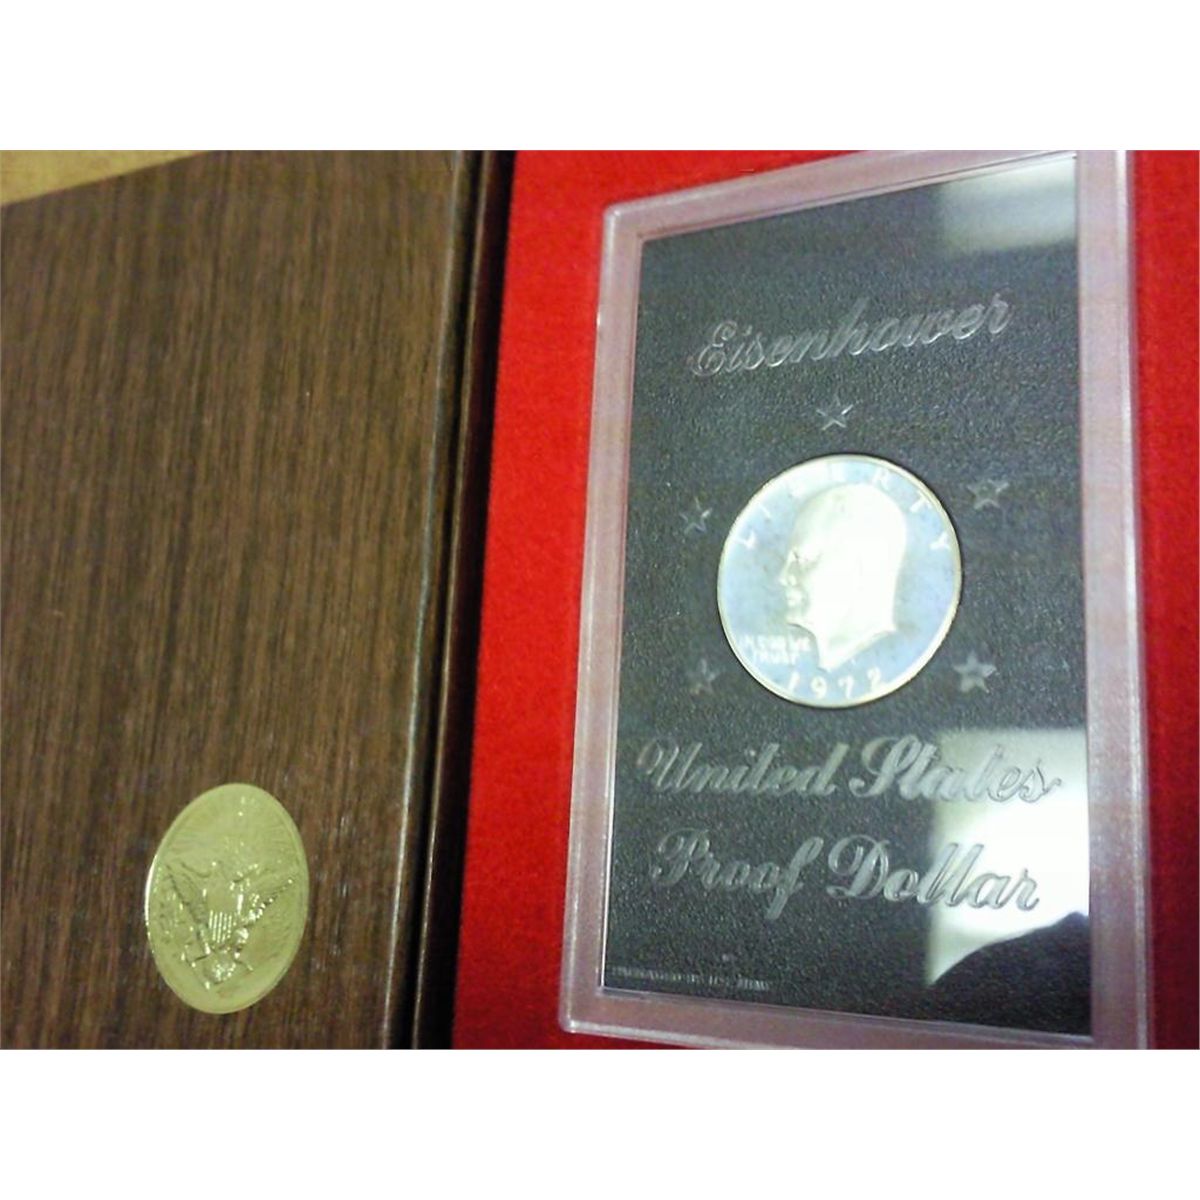 Eisenhower
LIBERTY
IN GOD WE
TRUST
1972
United States
Proof Dollar